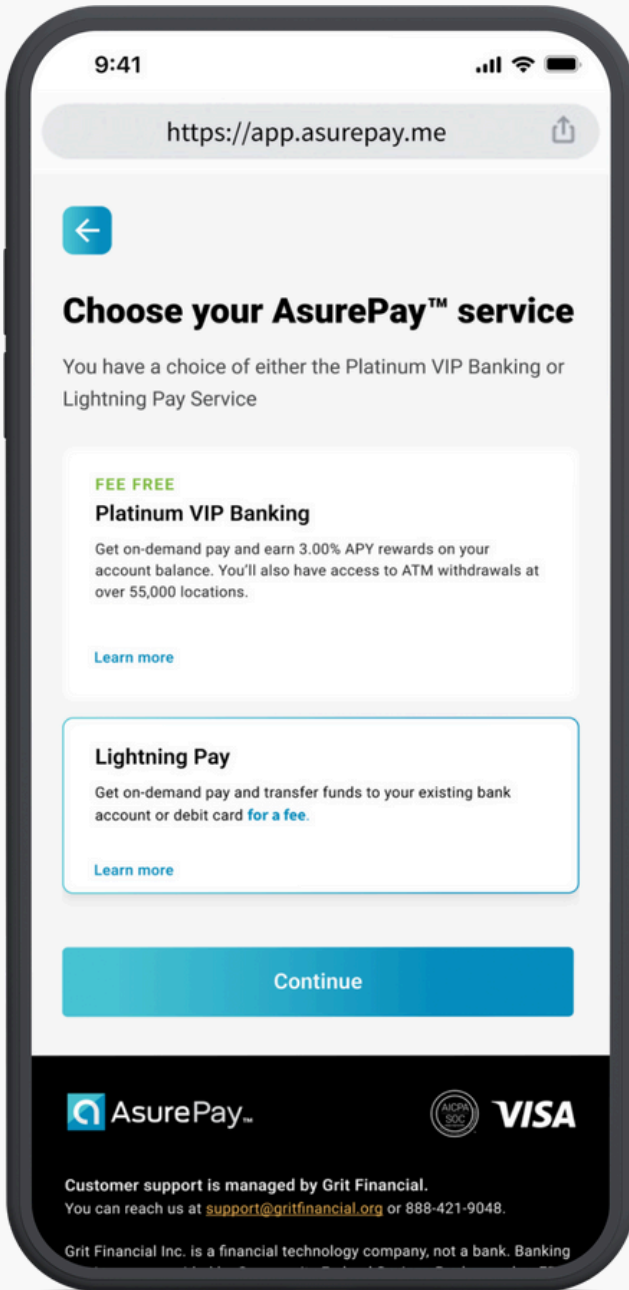 9:41
https://app.asurepay.me
Choose your AsurePay™ service
You have a choice of either the Platinum VIP Banking or
Lightning Pay Service
FEE FREE
Platinum VIP Banking
Get on-demand pay and earn 3.00% APY rewards on your
account balance. You'll also have access to ATM withdrawals at
over 55,000 locations.
Learn more
Lightning Pay
Get on-demand pay and transfer funds to your existing bank
account or debit card for a fee.
Learn more
Continue
AsurePay™
AICPA
SOC
VISA
Customer support is managed by Grit Financial.
You can reach us at support@gritfinancial.org or 888-421-9048.
Grit Financial Inc. is a financial technology company, not a bank. Banking